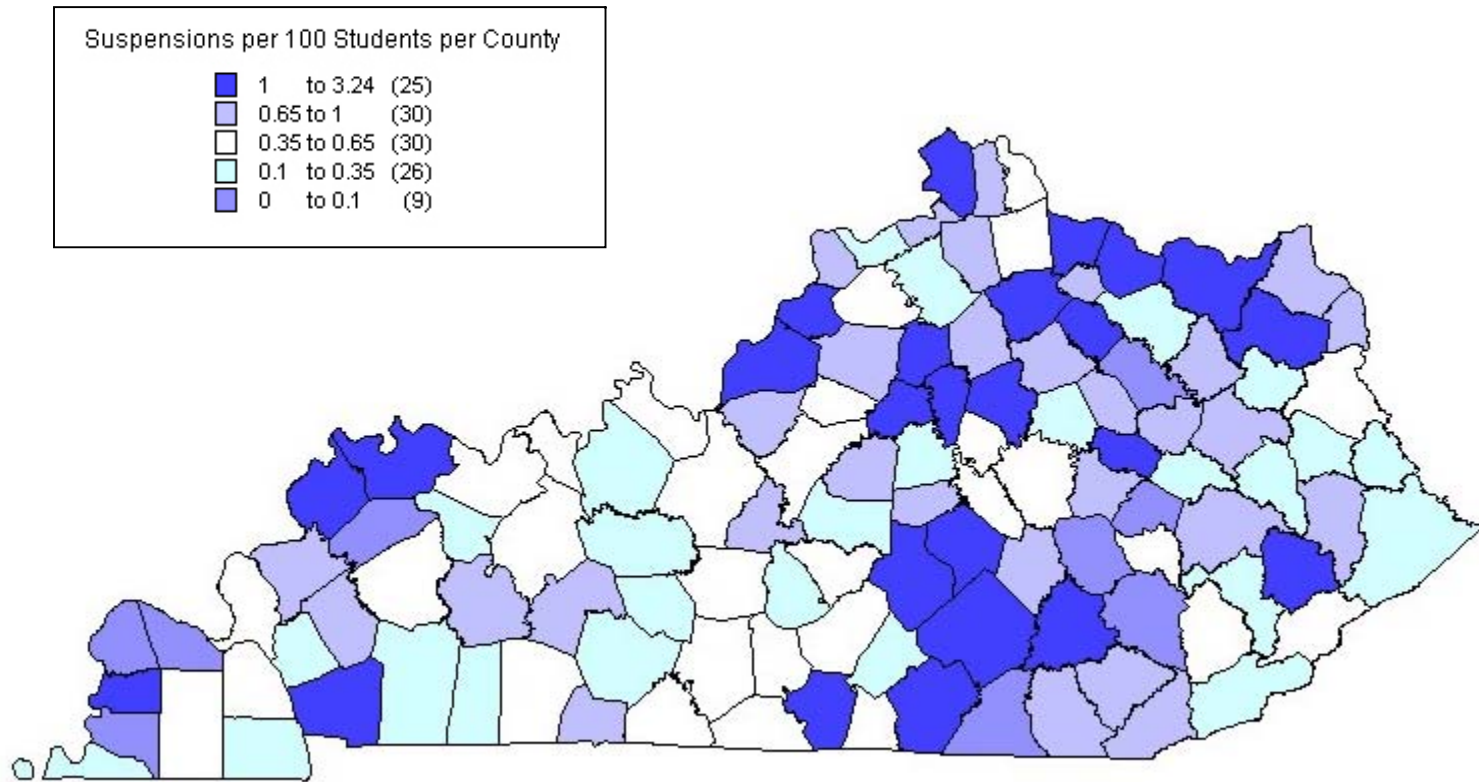 Suspensions per 100 Students per County
1 to 3.24 (25)
0.65 to 1 (30)
0.35 to 0.65 (30)
0.1 to 0.35 (26)
0 to 0.1 (9)